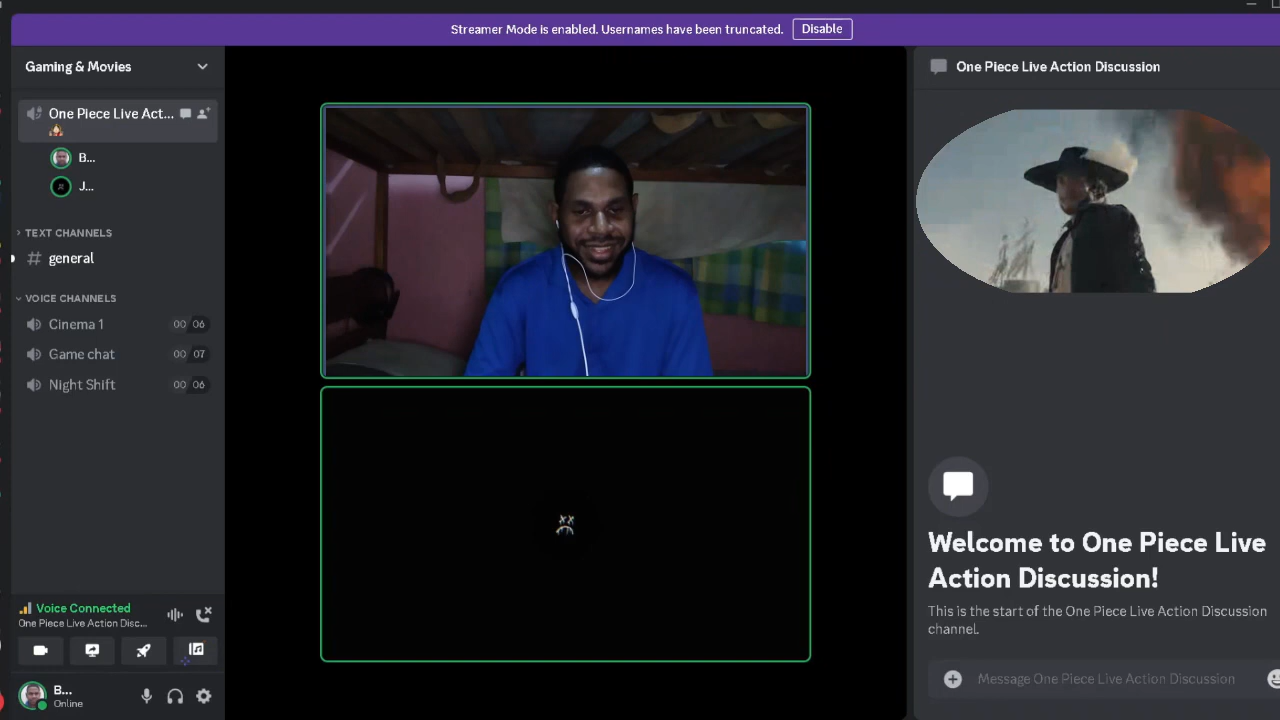 Streamer Mode is enabled. Usernames have been truncated.
Disable
Gaming & Movies
One Piece Live Act...
B...
J...
TEXT CHANNELS
# general
VOICE CHANNELS
Cinema 1 00 06
Game chat 00 07
Night Shift 00 06
Voice Connected
One Piece Live Action Disc...
B...
Online
One Piece Live Action Discussion
Welcome to One Piece Live
Action Discussion!
This is the start of the One Piece Live Action Discussion
channel.
Message One Piece Live Action Discussion